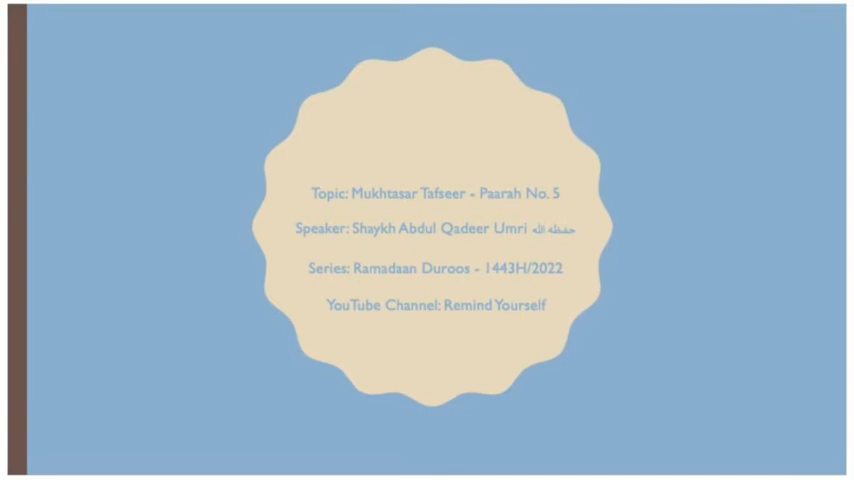 Topic: Mukhtasar Tafseer - Paarah No. 5
Speaker: Shaykh Abdul Qadeer Umri حفظه الله
Series: Ramadaan Duroos - 1443H/2022
YouTube Channel: Remind Yourself